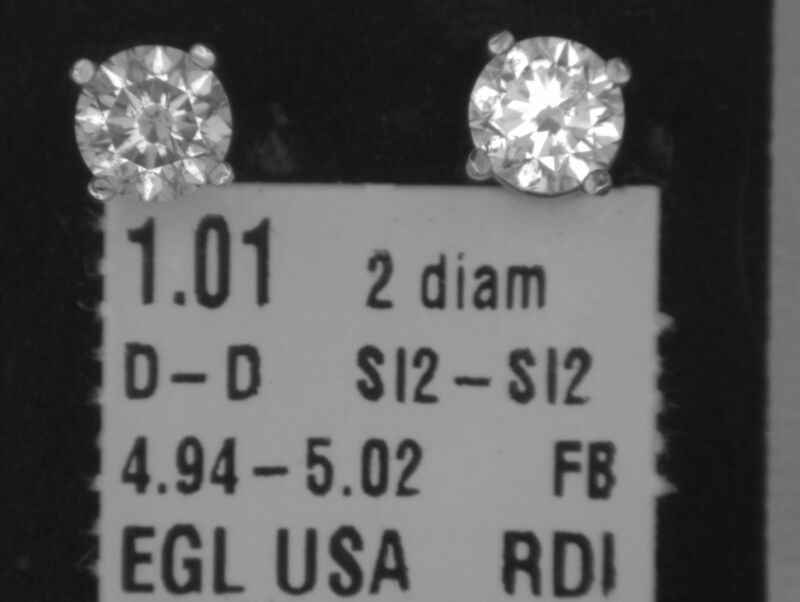 1.01 2 diam
D-D SI2-SI2
4.94-5.02 FB
EGL USA RDI